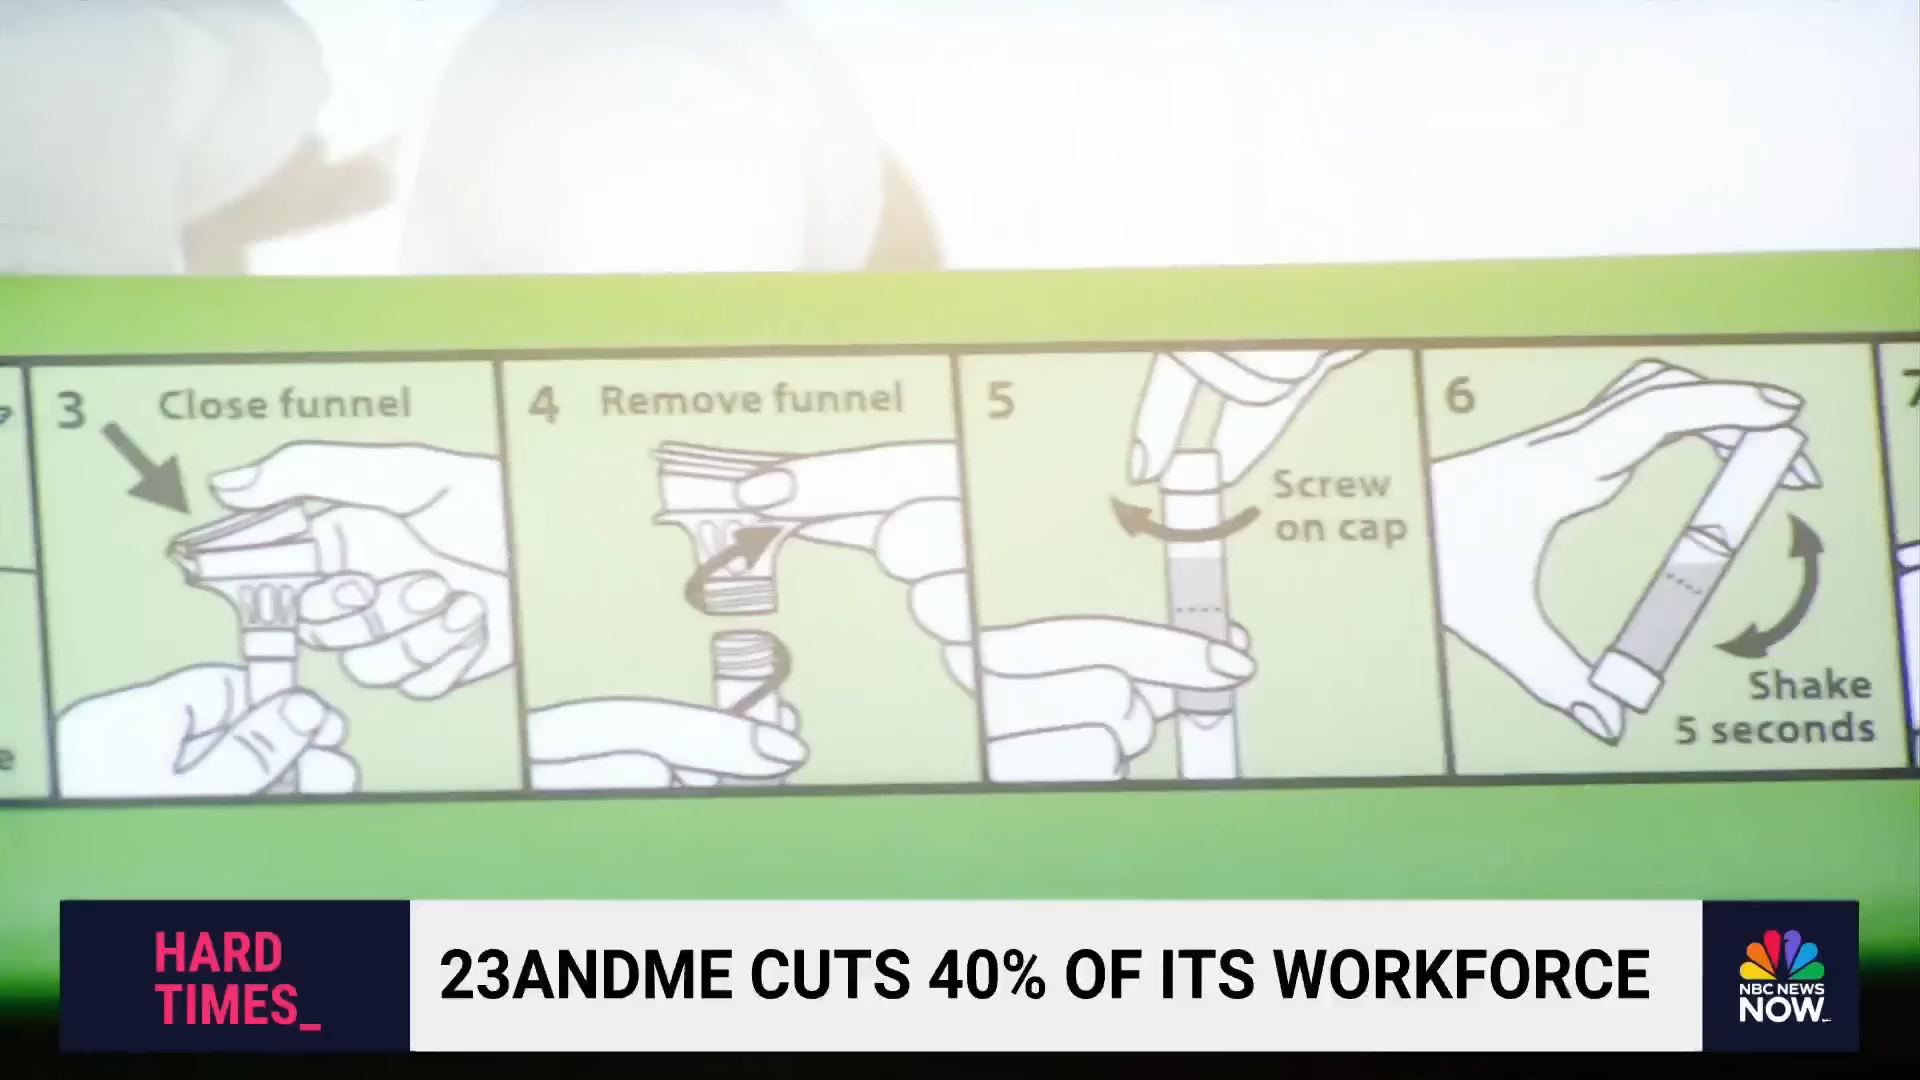 3 Close funnel
4 Remove funnel
5
Screw
on cap
6
Shake
5 seconds
7
e
HARD
TIMES_
23ANDME CUTS 40% OF ITS WORKFORCE
NBC NEWS
NOW